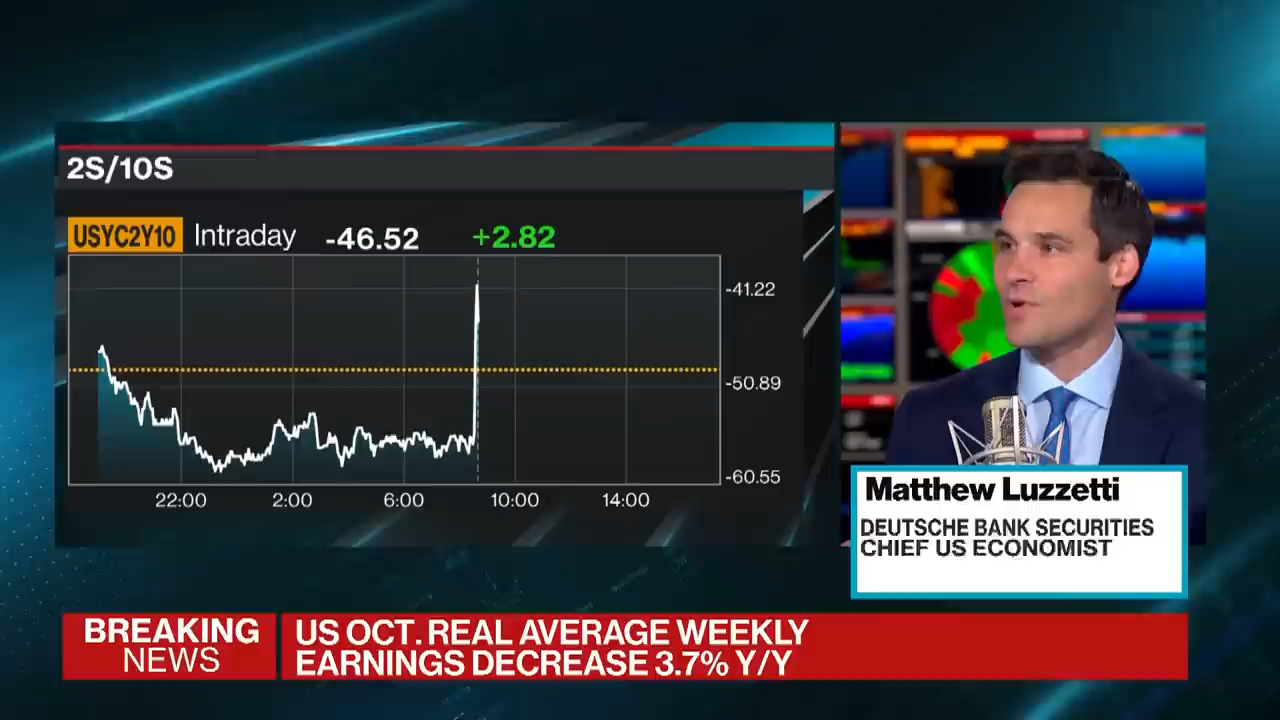 2S/10S
USYC2Y10 Intraday -46.52 +2.82
-41.22
-50.89
-60.55
22:00 2:00 6:00 10:00 14:00
Matthew Luzzetti
DEUTSCHE BANK SECURITIES
CHIEF US ECONOMIST
BREAKING
NEWS
US OCT. REAL AVERAGE WEEKLY
EARNINGS DECREASE 3.7% Y/Y